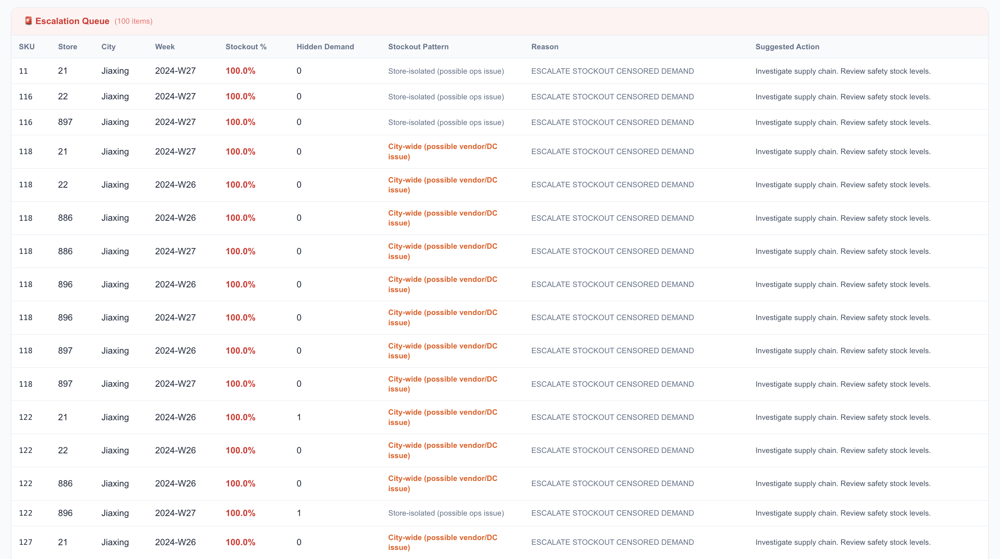 🚨 Escalation Queue (100 items)
SKU Store City Week Stockout % Hidden Demand Stockout Pattern Reason Suggested Action
11 21 Jiaxing 2024-W27 100.0% 0 Store-isolated (possible ops issue) ESCALATE STOCKOUT CENSORED DEMAND Investigate supply chain. Review safety stock levels.
116 22 Jiaxing 2024-W27 100.0% 0 Store-isolated (possible ops issue) ESCALATE STOCKOUT CENSORED DEMAND Investigate supply chain. Review safety stock levels.
116 897 Jiaxing 2024-W27 100.0% 0 Store-isolated (possible ops issue) ESCALATE STOCKOUT CENSORED DEMAND Investigate supply chain. Review safety stock levels.
118 21 Jiaxing 2024-W27 100.0% 0 City-wide (possible vendor/DC issue) ESCALATE STOCKOUT CENSORED DEMAND Investigate supply chain. Review safety stock levels.
118 22 Jiaxing 2024-W26 100.0% 0 City-wide (possible vendor/DC issue) ESCALATE STOCKOUT CENSORED DEMAND Investigate supply chain. Review safety stock levels.
118 886 Jiaxing 2024-W26 100.0% 0 City-wide (possible vendor/DC issue) ESCALATE STOCKOUT CENSORED DEMAND Investigate supply chain. Review safety stock levels.
118 886 Jiaxing 2024-W27 100.0% 0 City-wide (possible vendor/DC issue) ESCALATE STOCKOUT CENSORED DEMAND Investigate supply chain. Review safety stock levels.
118 896 Jiaxing 2024-W26 100.0% 0 City-wide (possible vendor/DC issue) ESCALATE STOCKOUT CENSORED DEMAND Investigate supply chain. Review safety stock levels.
118 896 Jiaxing 2024-W27 100.0% 0 City-wide (possible vendor/DC issue) ESCALATE STOCKOUT CENSORED DEMAND Investigate supply chain. Review safety stock levels.
118 897 Jiaxing 2024-W26 100.0% 0 City-wide (possible vendor/DC issue) ESCALATE STOCKOUT CENSORED DEMAND Investigate supply chain. Review safety stock levels.
118 897 Jiaxing 2024-W27 100.0% 0 City-wide (possible vendor/DC issue) ESCALATE STOCKOUT CENSORED DEMAND Investigate supply chain. Review safety stock levels.
122 21 Jiaxing 2024-W26 100.0% 1 City-wide (possible vendor/DC issue) ESCALATE STOCKOUT CENSORED DEMAND Investigate supply chain. Review safety stock levels.
122 22 Jiaxing 2024-W26 100.0% 0 City-wide (possible vendor/DC issue) ESCALATE STOCKOUT CENSORED DEMAND Investigate supply chain. Review safety stock levels.
122 886 Jiaxing 2024-W26 100.0% 0 City-wide (possible vendor/DC issue) ESCALATE STOCKOUT CENSORED DEMAND Investigate supply chain. Review safety stock levels.
122 896 Jiaxing 2024-W27 100.0% 1 Store-isolated (possible ops issue) ESCALATE STOCKOUT CENSORED DEMAND Investigate supply chain. Review safety stock levels.
127 21 Jiaxing 2024-W26 100.0% 0 City-wide (possible vendor/DC issue) ESCALATE STOCKOUT CENSORED DEMAND Investigate supply chain. Review safety stock levels.